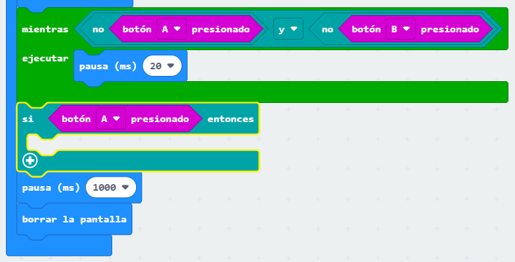 mientras no botón A presionado y no botón B presionado
ejecutar pausa (ms) 20
si botón A presionado entonces
pausa (ms) 1000
borrar la pantalla